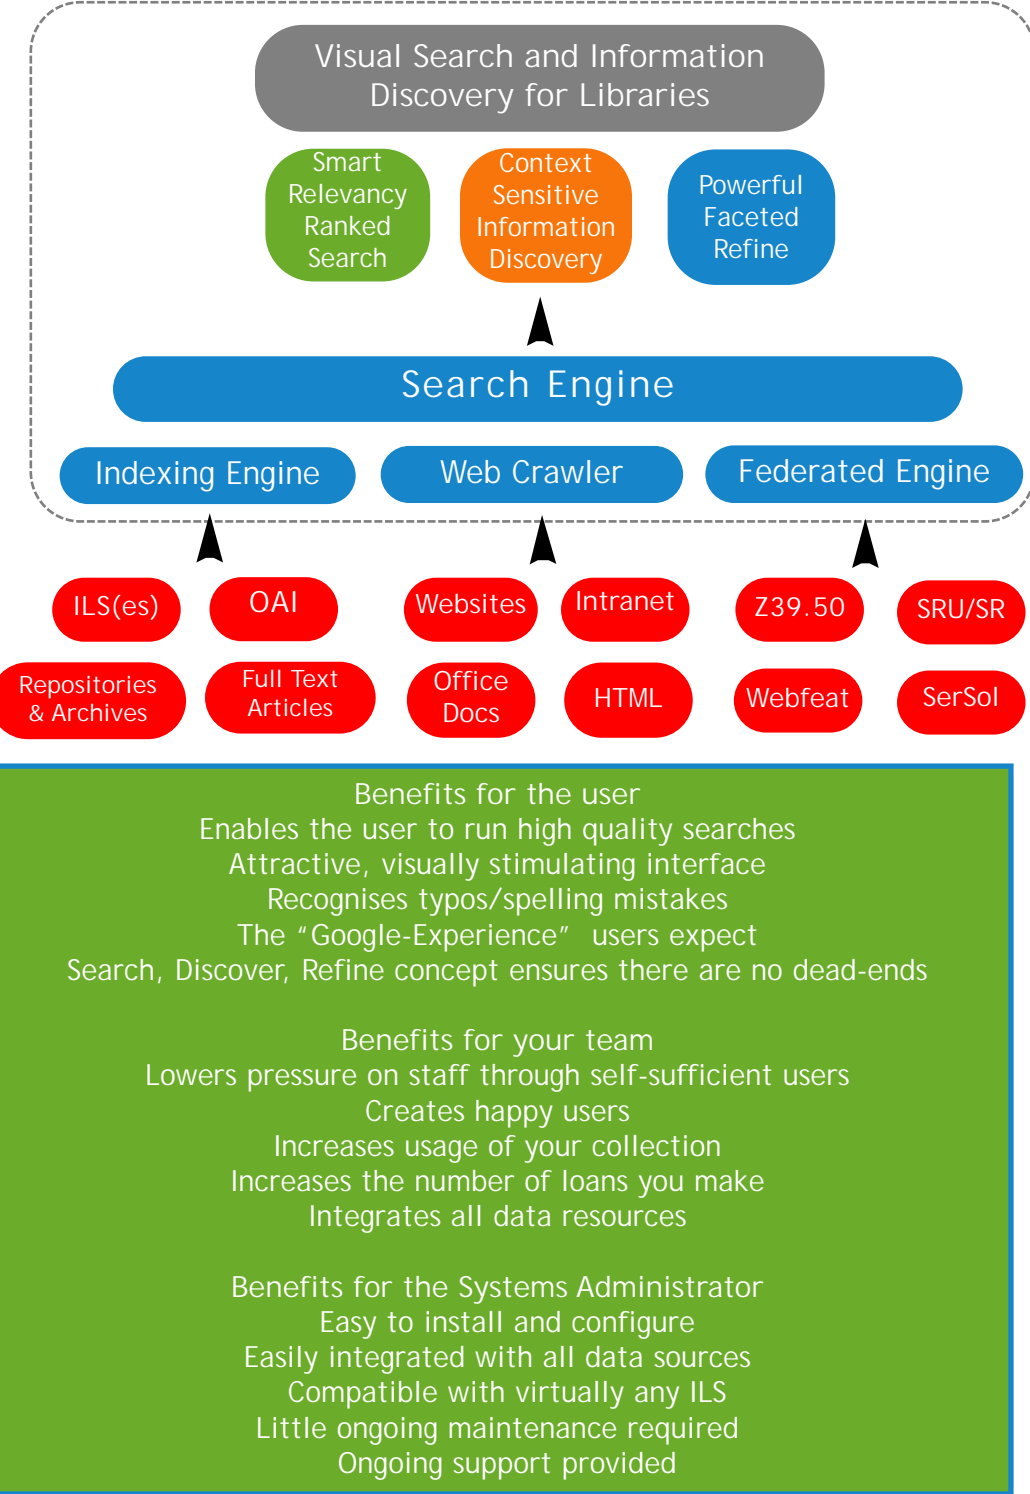 Visual Search and Information
Discovery for Libraries
Smart
Relevancy
Ranked
Search
Context
Sensitive
Information
Discovery
Powerful
Faceted
Refine
Search Engine
Indexing Engine
Web Crawler
Federated Engine
ILS(es)
OAI
Websites
Intranet
Z39.50
SRU/SR
Repositories
& Archives
Full Text
Articles
Office
Docs
HTML
Webfeat
SerSol
Benefits for the user
Enables the user to run high quality searches
Attractive, visually stimulating interface
Recognises typos/spelling mistakes
The “Google-Experience” users expect
Search, Discover, Refine concept ensures there are no dead-ends
Benefits for your team
Lowers pressure on staff through self-sufficient users
Creates happy users
Increases usage of your collection
Increases the number of loans you make
Integrates all data resources
Benefits for the Systems Administrator
Easy to install and configure
Easily integrated with all data sources
Compatible with virtually any ILS
Little ongoing maintenance required
Ongoing support provided